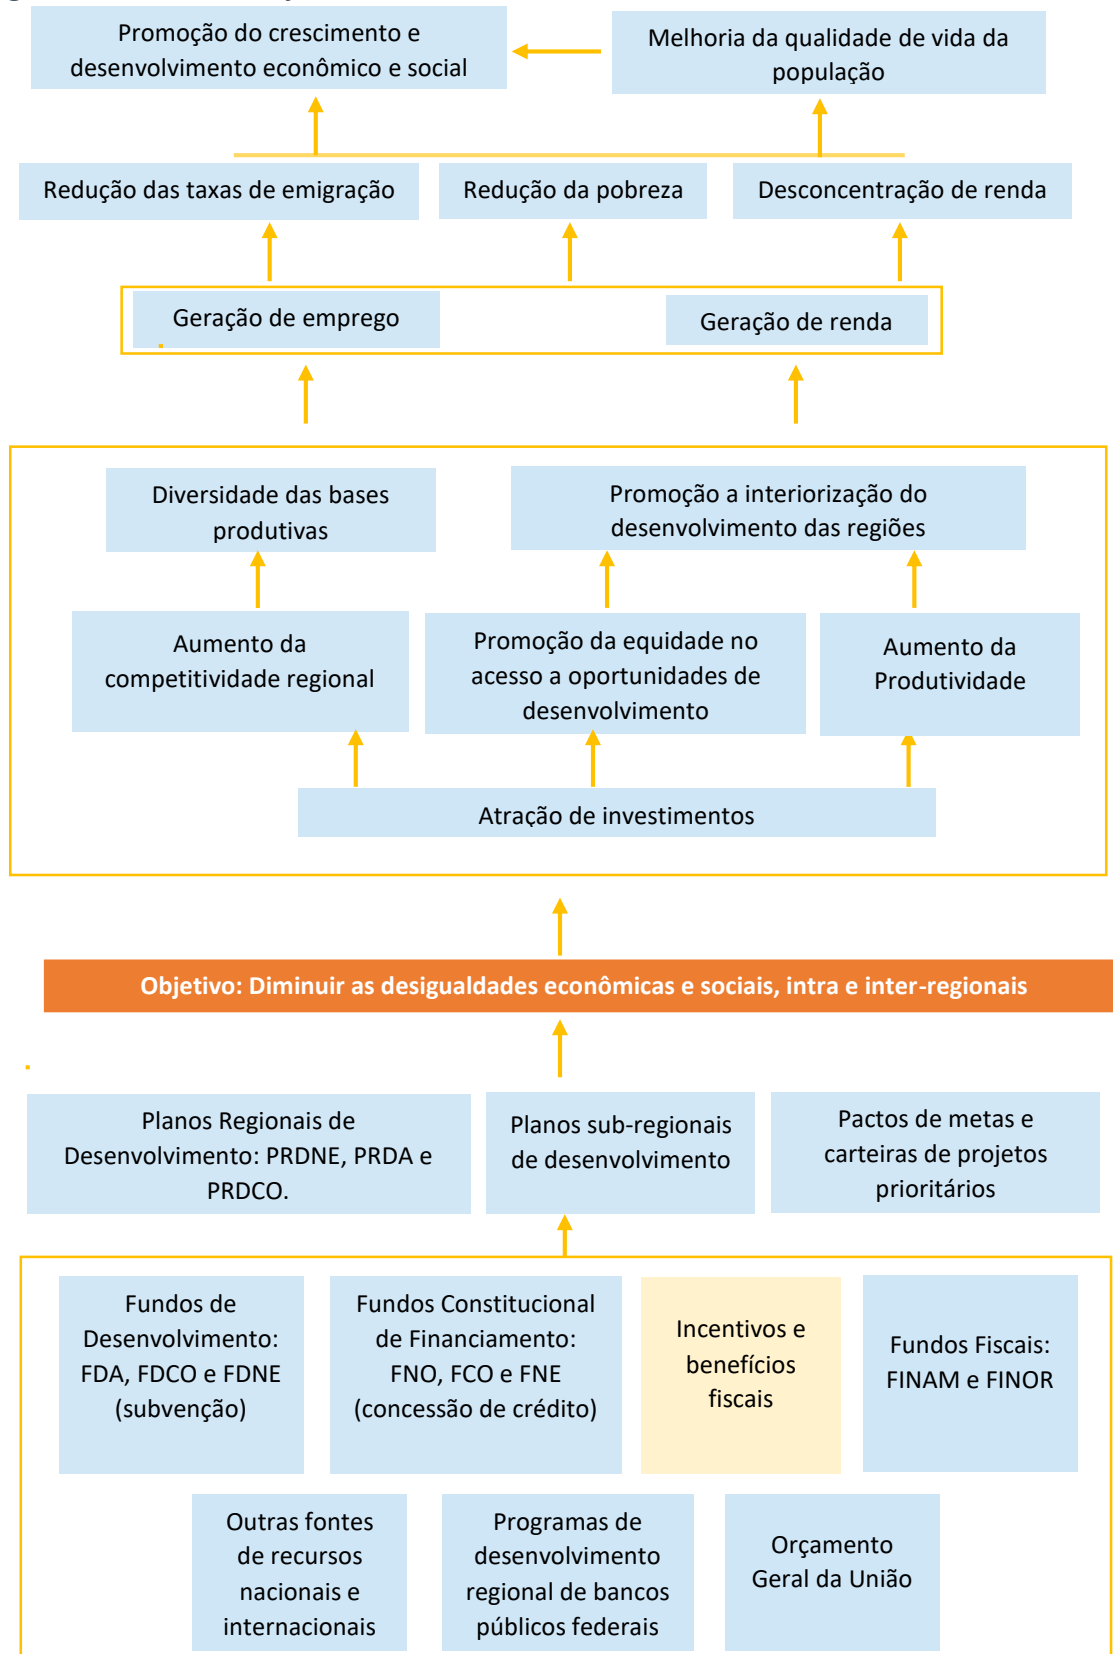 Promoção do crescimento e
desenvolvimento econômico e social
Melhoria da qualidade de vida da
população
Redução das taxas de emigração
Redução da pobreza
Desconcentração de renda
Geração de emprego
Geração de renda
Diversidade das bases
produtivas
Promoção a interiorização do
desenvolvimento das regiões
Aumento da
competitividade regional
Promoção da equidade no
acesso a oportunidades de
desenvolvimento
Aumento da
Produtividade
Atração de investimentos
Objetivo: Diminuir as desigualdades econômicas e sociais, intra e inter-regionais
Planos Regionais de
Desenvolvimento: PRDNE, PRDA e
PRDCO.
Planos sub-regionais
de desenvolvimento
Pactos de metas e
carteiras de projetos
prioritários
Fundos de
Desenvolvimento:
FDA, FDCO e FDNE
(subvenção)
Fundos Constitucional
de Financiamento:
FNO, FCO e FNE
(concessão de crédito)
Incentivos e
benefícios
fiscais
Fundos Fiscais:
FINAM e FINOR
Outras fontes
de recursos
nacionais e
internacionais
Programas de
desenvolvimento
regional de bancos
públicos federais
Orçamento
Geral da União